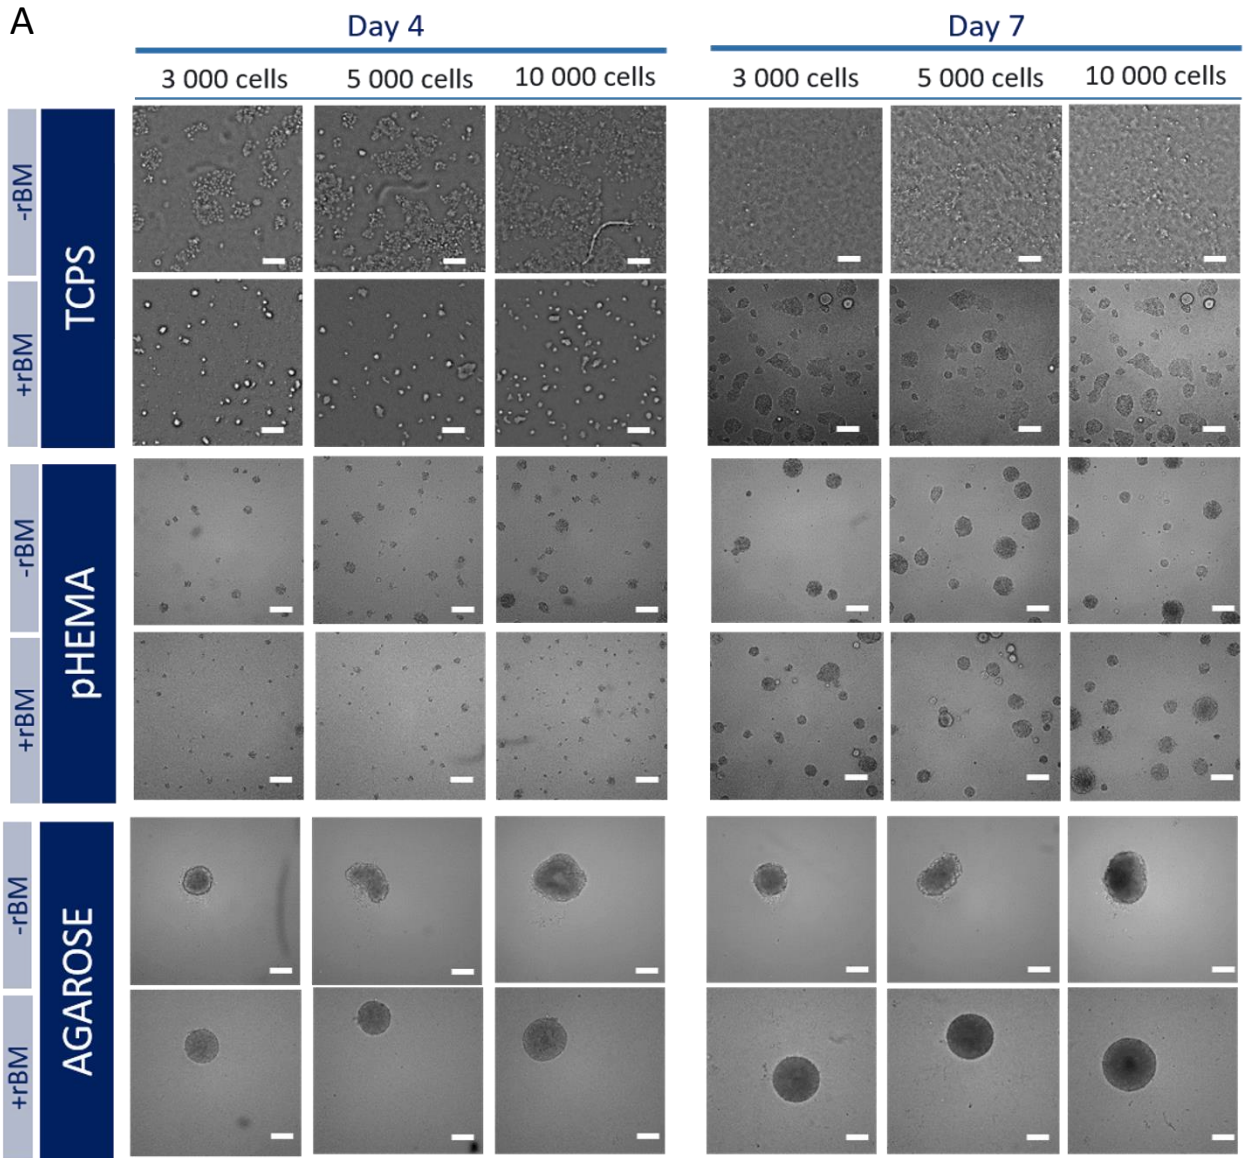 A
Day 4
Day 7
3 000 cells
5 000 cells
10 000 cells
3 000 cells
5 000 cells
10 000 cells
TCPS
-rBM
+rBM
pHEMA
-rBM
+rBM
AGAROSE
-rBM
+rBM